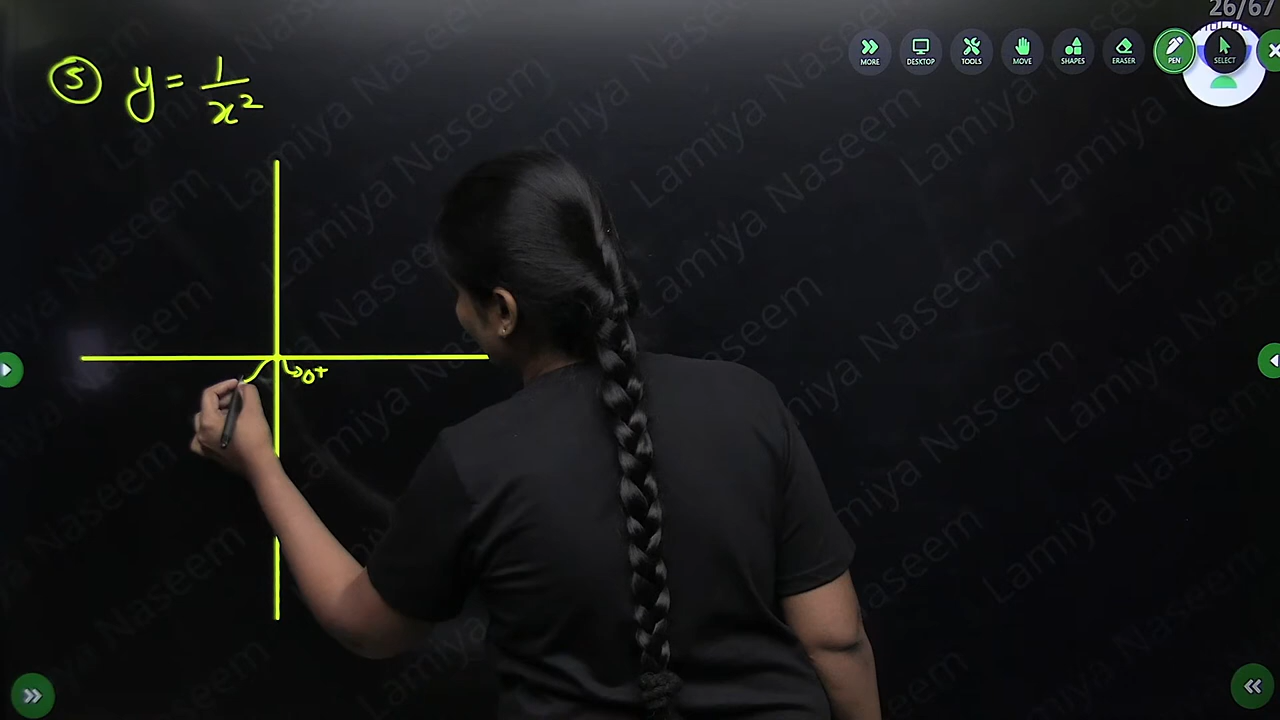 26/67
MORE DESKTOP TOOLS MOVE SHAPES ERASER PEN SELECT
⑤ y = 1/x²
0+
Lamiya Naseem